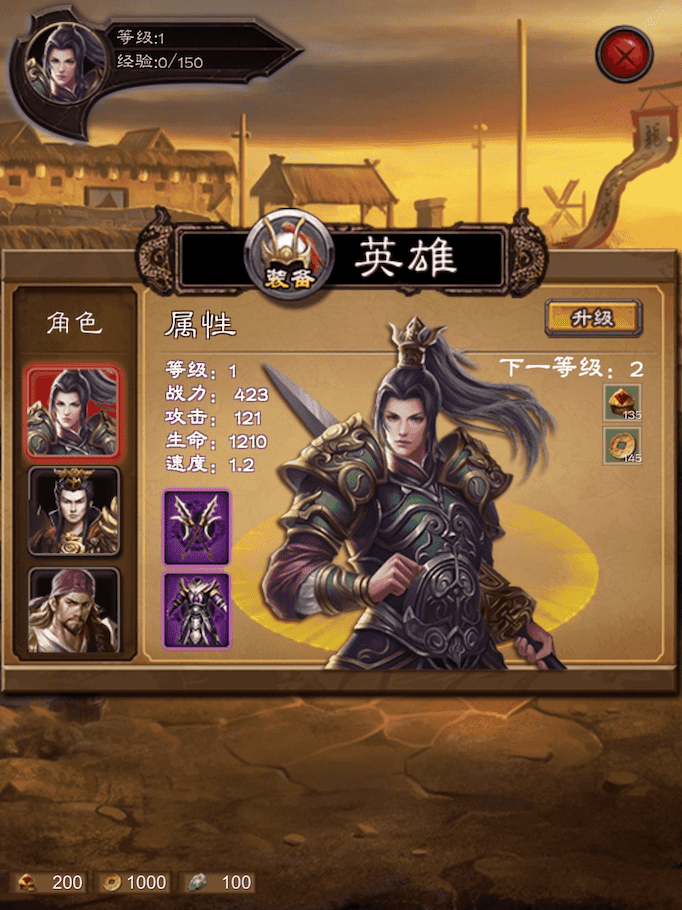 等级:1
经验:0/150
装备
英雄
角色
属性
升级
等级：1
战力：423
攻击：121
生命：1210
速度：1.2
下一等级：2
135
145
200
1000
100